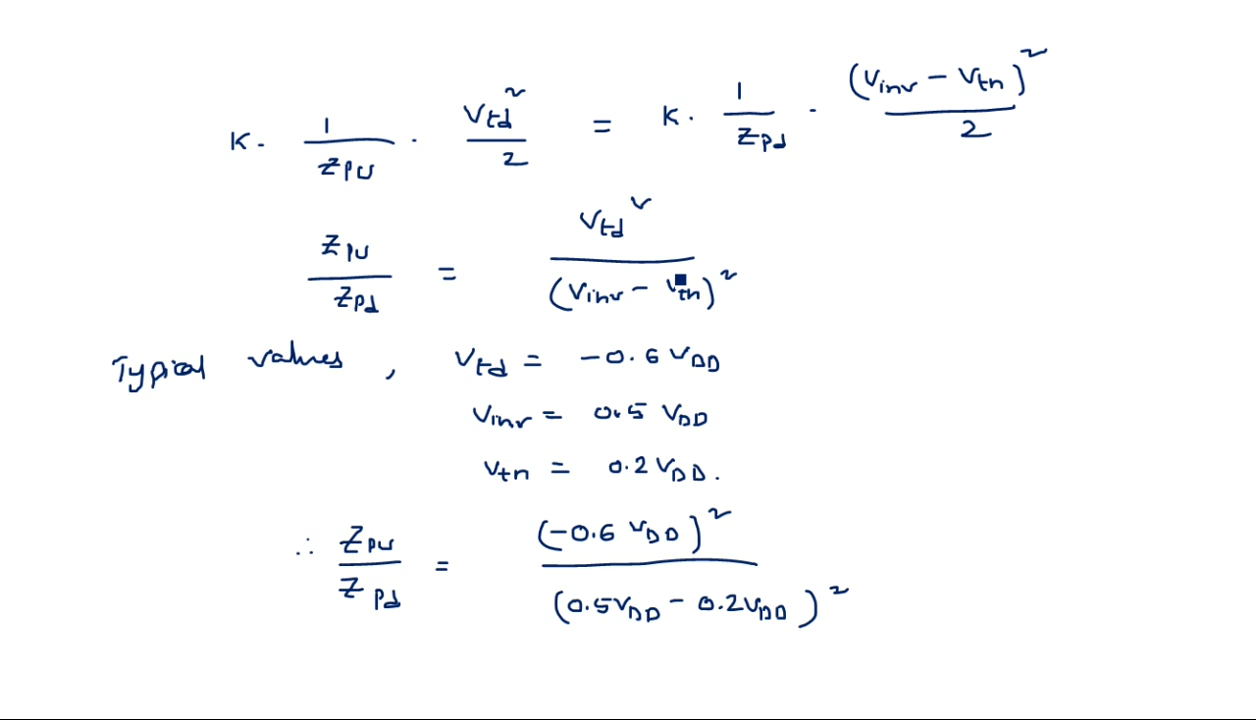 K · 1/Zpu · Vtd²/2 = K · 1/Zpd · (Vinv − Vtn)²/2
Zpu/Zpd = Vtd²/(Vinv − Vtn)²
Typical values, Vtd = −0.6 VDD
Vinv = 0.5 VDD
Vtn = 0.2 VDD.
∴ Zpu/Zpd = (−0.6 VDD)²/(0.5VDD − 0.2VDD)²